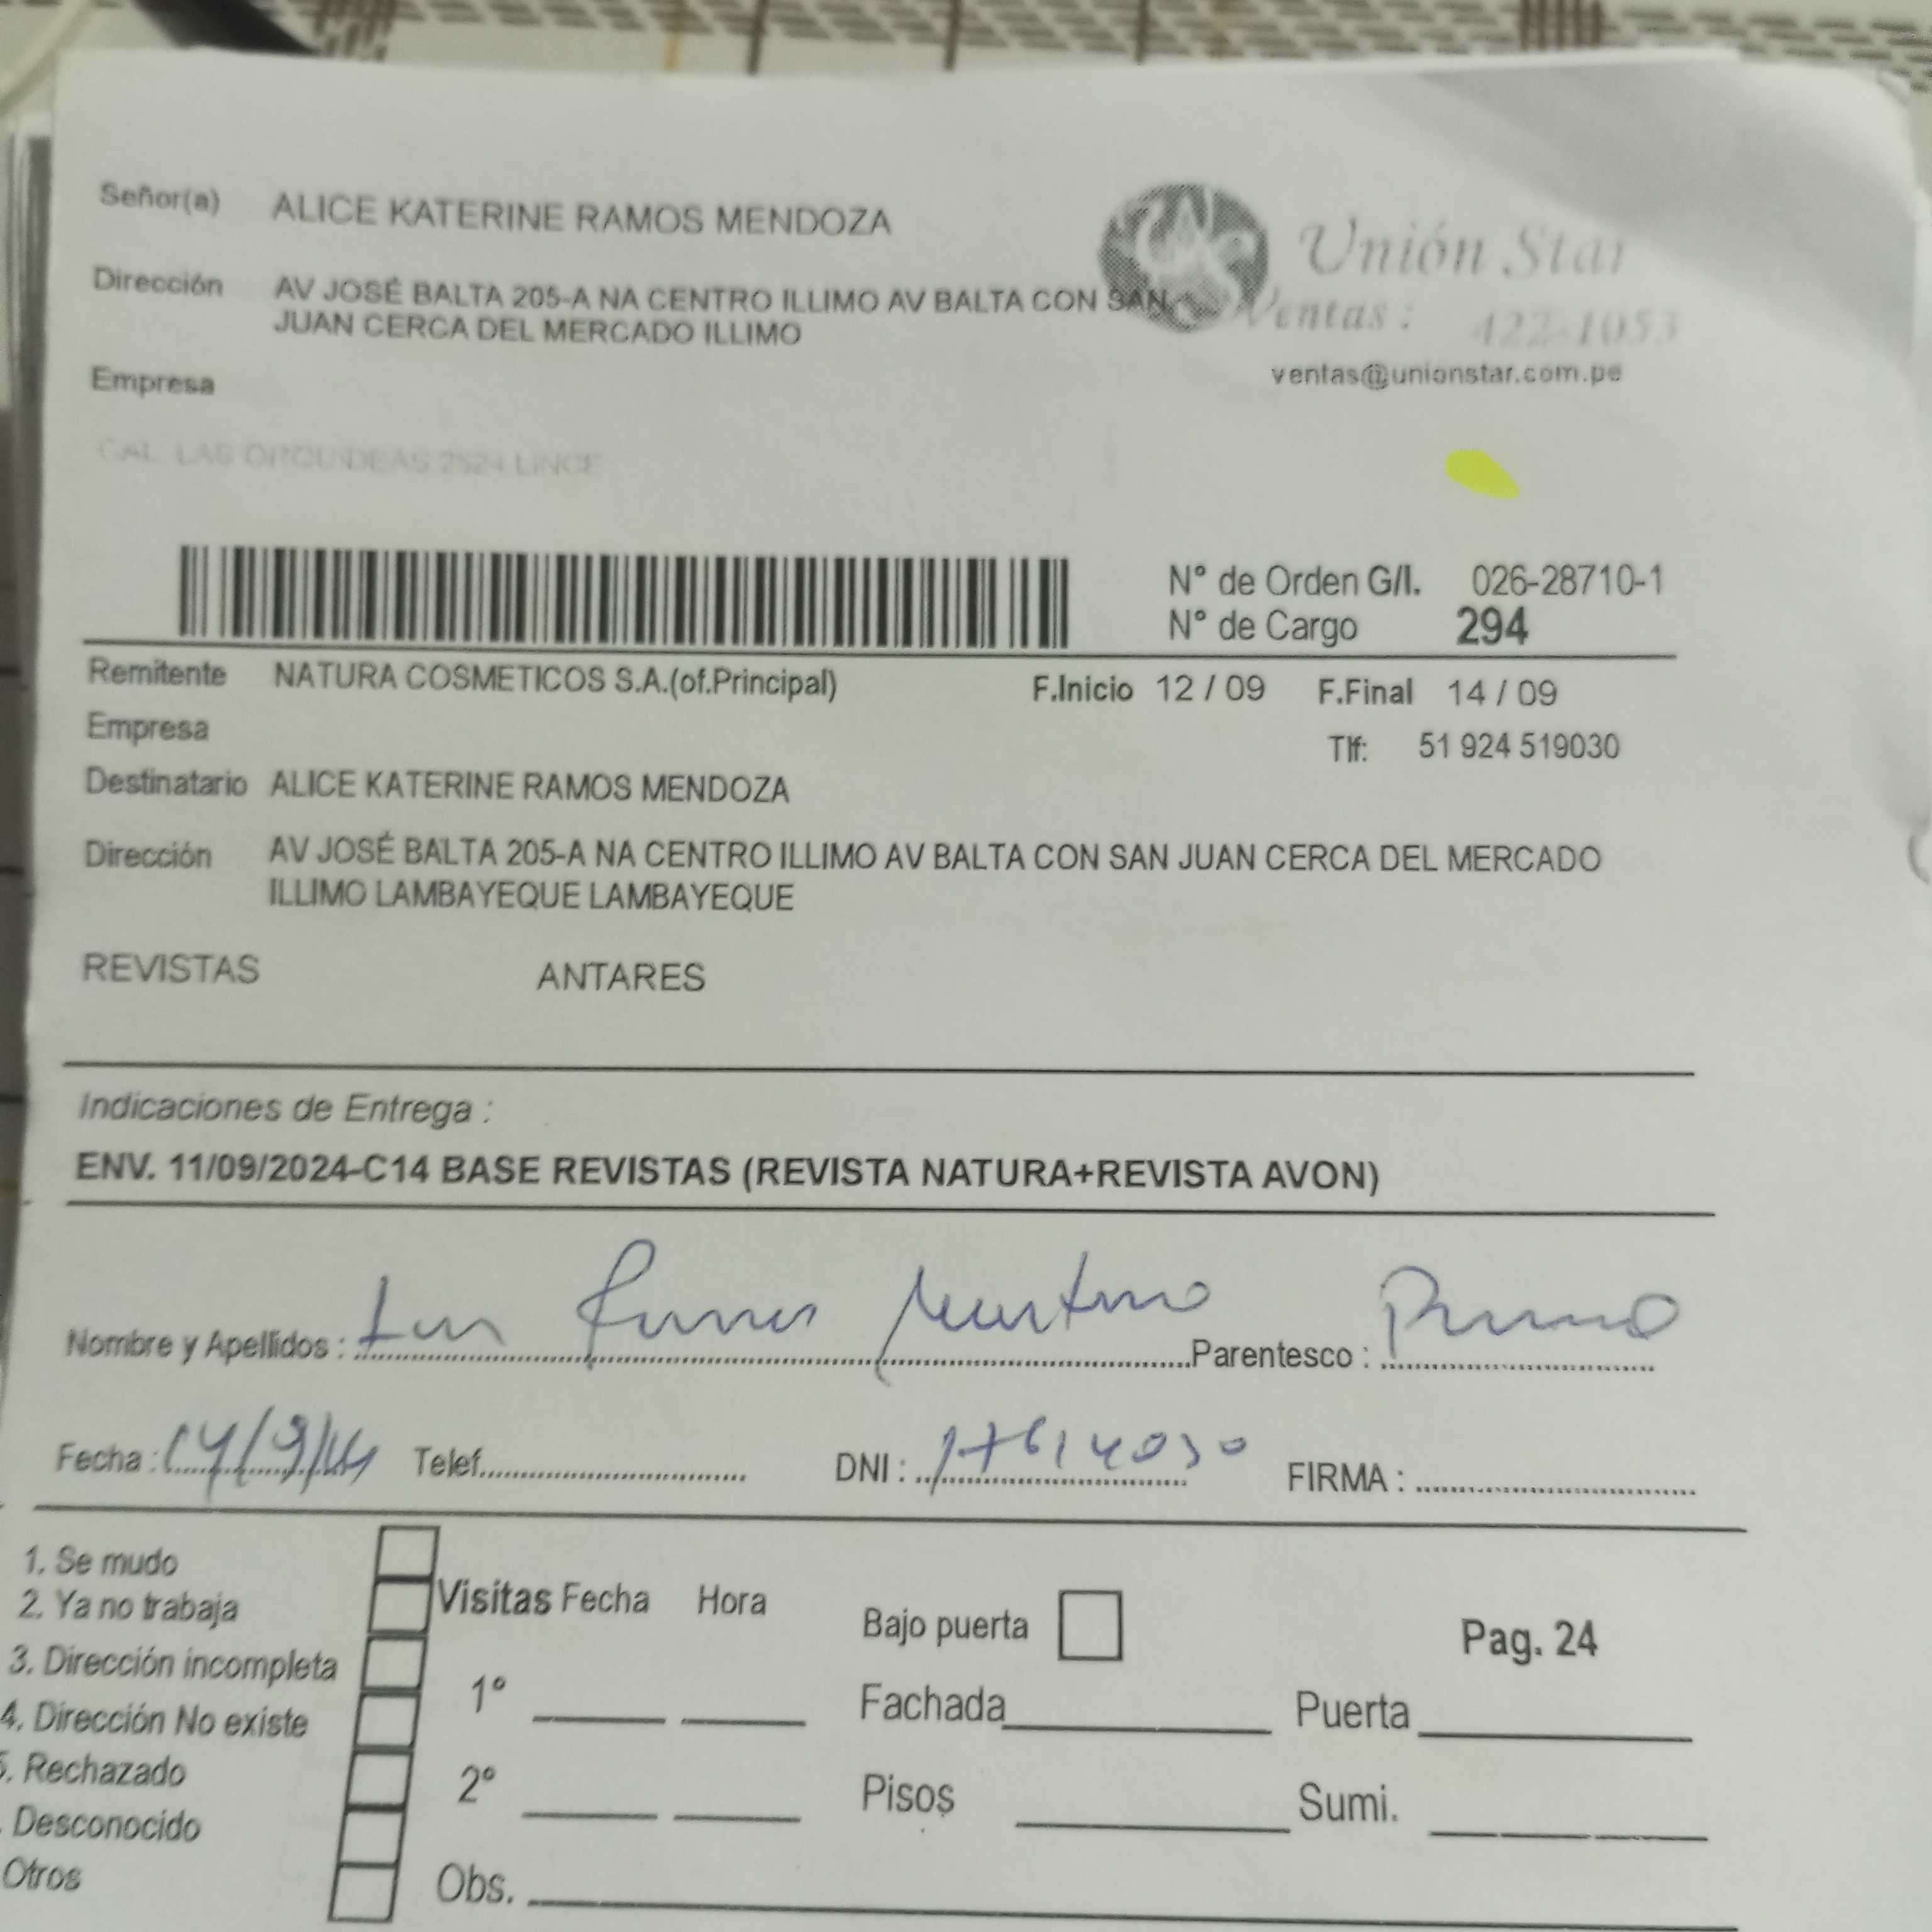 Señor(a) ALICE KATERINE RAMOS MENDOZA
Unión Star
Dirección AV JOSÉ BALTA 205-A NA CENTRO ILLIMO AV BALTA CON SAN
JUAN CERCA DEL MERCADO ILLIMO
Ventas: 422-1053
ventas@unionstar.com.pe
Empresa
CAL. LAS ORQUIDEAS 2524 LINCE
N° de Orden G/I. 026-28710-1
N° de Cargo 294
Remitente NATURA COSMETICOS S.A.(of.Principal) F.Inicio 12 / 09 F.Final 14 / 09
Empresa Tlf: 51 924 519030
Destinatario ALICE KATERINE RAMOS MENDOZA
Dirección AV JOSÉ BALTA 205-A NA CENTRO ILLIMO AV BALTA CON SAN JUAN CERCA DEL MERCADO
ILLIMO LAMBAYEQUE LAMBAYEQUE
REVISTAS ANTARES
Indicaciones de Entrega :
ENV. 11/09/2024-C14 BASE REVISTAS (REVISTA NATURA+REVISTA AVON)
Nombre y Apellidos : Parentesco :
Fecha : Telef. DNI : FIRMA :
1. Se mudo
2. Ya no trabaja
3. Dirección incompleta
4. Dirección No existe
5. Rechazado
. Desconocido
Otros
Visitas Fecha Hora
1°
2°
Obs.
Bajo puerta Pag. 24
Fachada Puerta
Pisos Sumi.